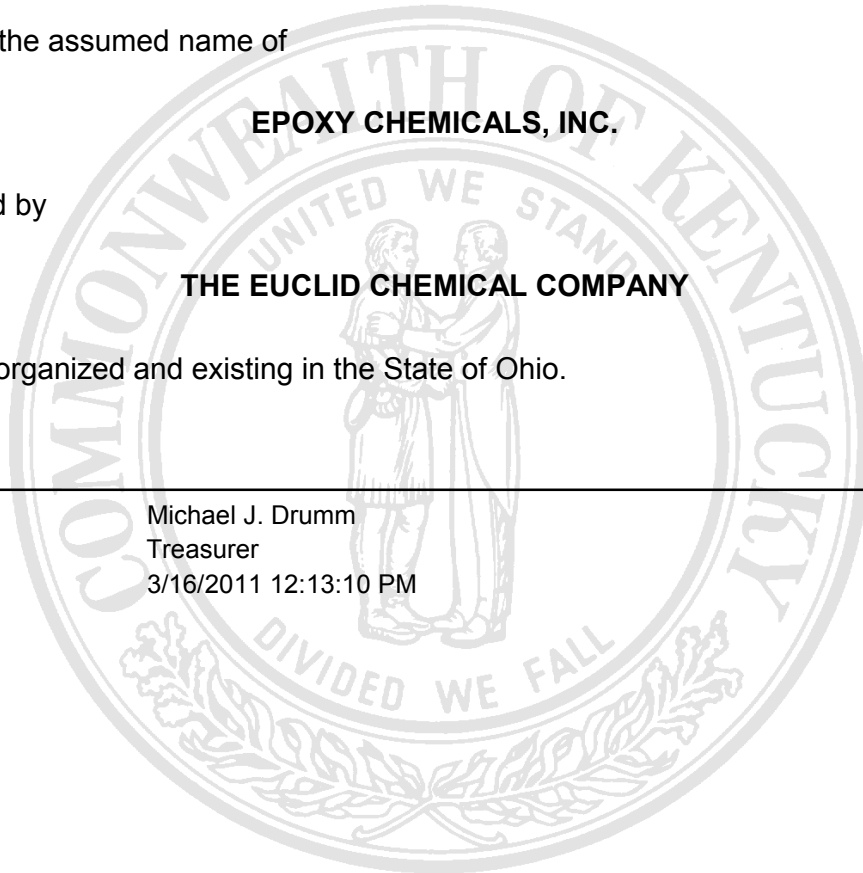 the assumed name of
EPOXY CHEMICALS, INC.
d by
THE EUCLID CHEMICAL COMPANY
organized and existing in the State of Ohio.
Michael J. Drumm
Treasurer
3/16/2011 12:13:10 PM
COMMONWEALTH OF KENTUCKY
UNITED WE STAND
DIVIDED WE FALL